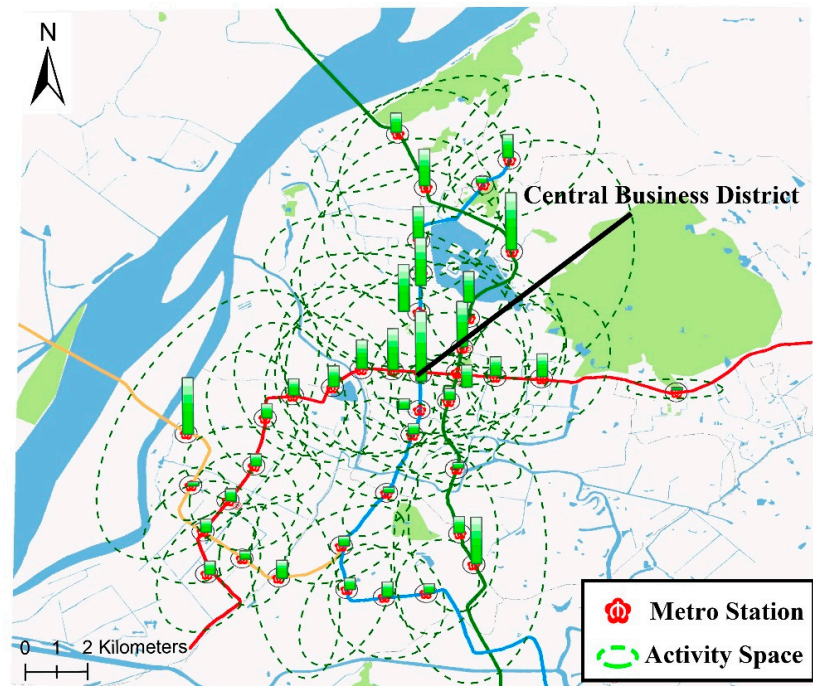 N
Central Business District
0 1 2 Kilometers
Metro Station
Activity Space